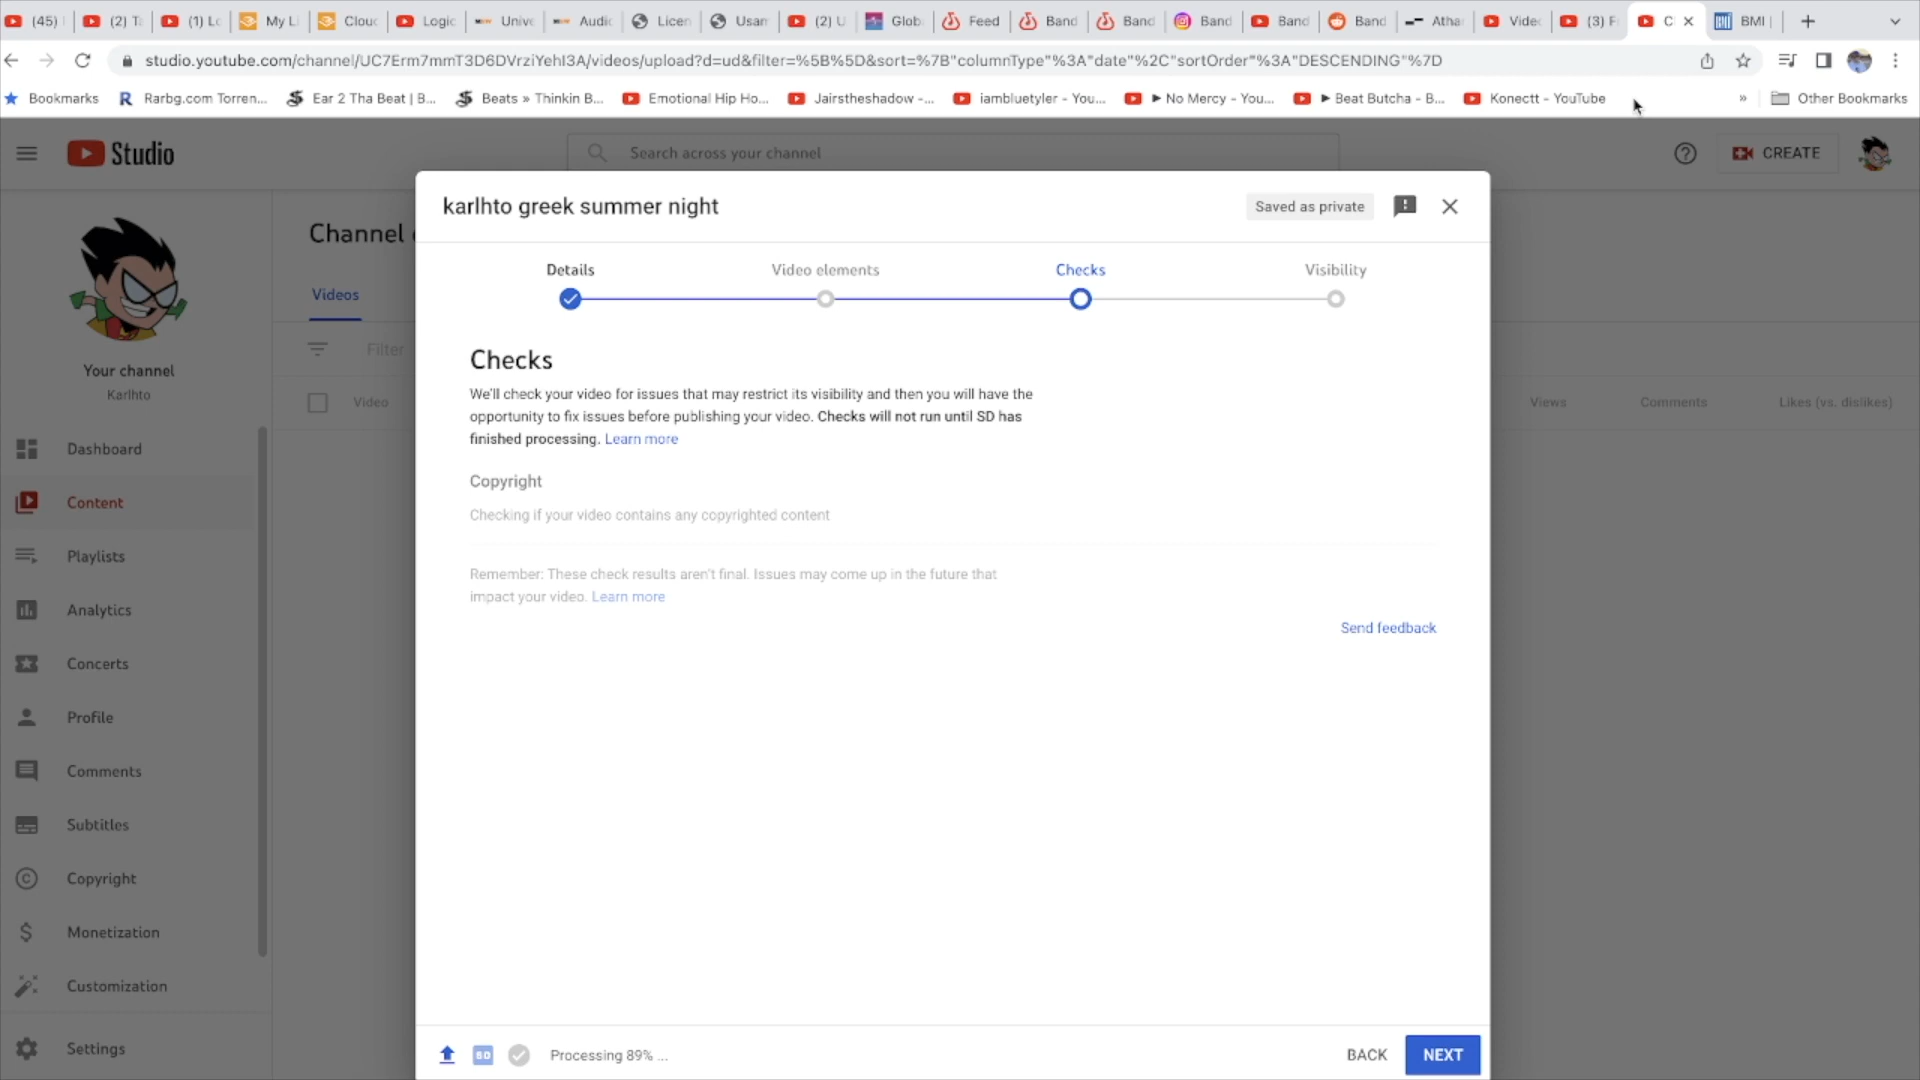 (45)
(2) T
(1) Lo
My L
Clou
Logic
Univ
Audi
Licen
Usam
(2) U
Glob
Feed
Band
Band
Band
Band
Band
Atha
Video
(3) F
C
BMI |
studio.youtube.com/channel/UC7Erm7mmT3D6DVrziYehI3A/videos/upload?d=ud&filter=%5B%5D&sort=%7B"columnType"%3A"date"%2C"sortOrder"%3A"DESCENDING"%7D
Bookmarks
Rarbg.com Torren...
Ear 2 Tha Beat | B...
Beats » Thinkin B...
Emotional Hip Ho...
Jairstheshadow -...
iambluetyler - You...
► No Mercy - You...
► Beat Butcha - B...
Konectt - YouTube
»
Other Bookmarks
Studio
Search across your channel
CREATE
karlhto greek summer night
Saved as private
Channel
Details
Video elements
Checks
Visibility
Videos
Filter
Your channel
Karlhto
Video
Views
Comments
Likes (vs. dislikes)
Checks
We'll check your video for issues that may restrict its visibility and then you will have the
opportunity to fix issues before publishing your video. Checks will not run until SD has
finished processing. Learn more
Copyright
Checking if your video contains any copyrighted content
Remember: These check results aren't final. Issues may come up in the future that
impact your video. Learn more
Send feedback
Dashboard
Content
Playlists
Analytics
Concerts
Profile
Comments
Subtitles
Copyright
Monetization
Customization
Settings
SD
Processing 89% ...
BACK
NEXT